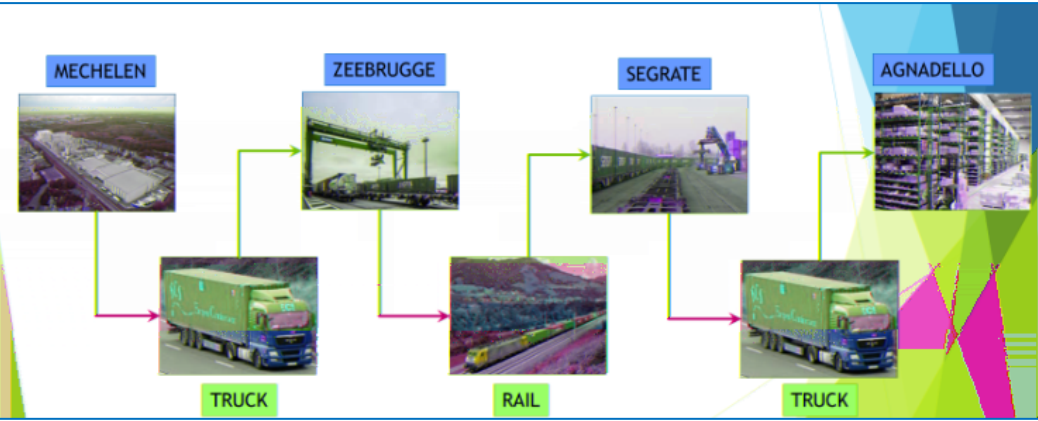 MECHELEN
ZEEBRUGGE
SEGRATE
AGNADELLO
TRUCK
RAIL
TRUCK